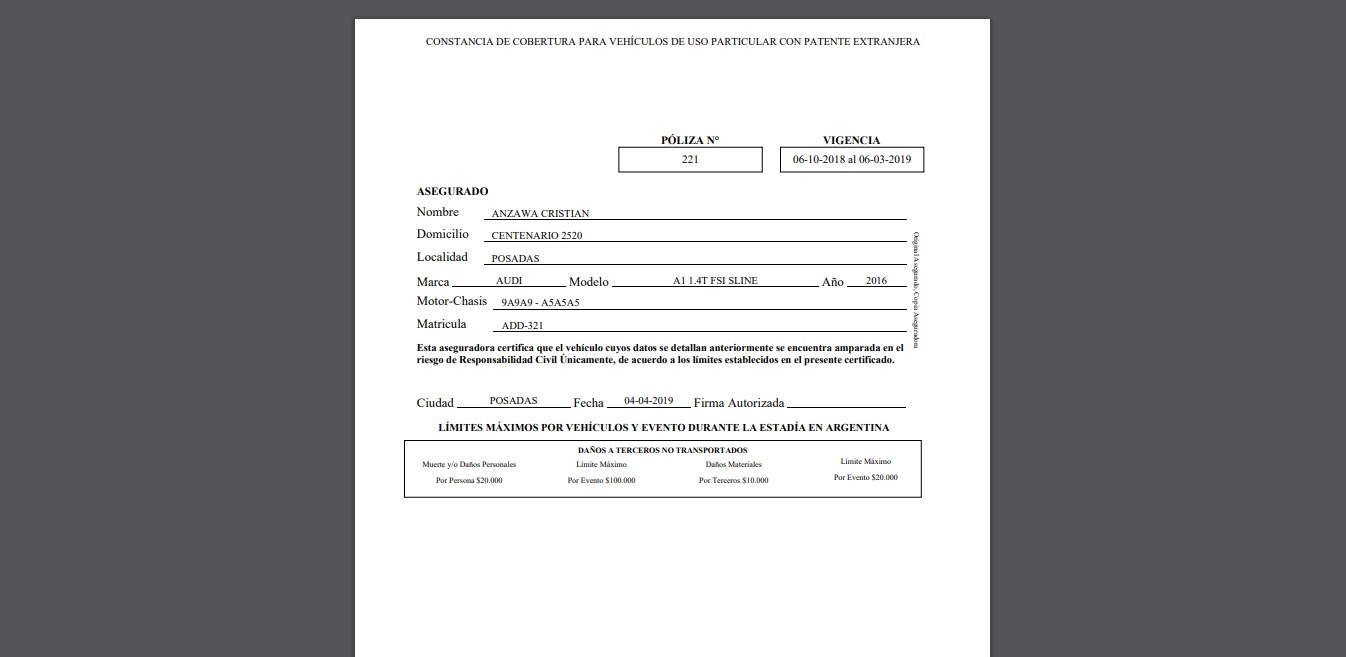 CONSTANCIA DE COBERTURA PARA VEHÍCULOS DE USO PARTICULAR CON PATENTE EXTRANJERA
PÓLIZA N° VIGENCIA
221 06-10-2018 al 06-03-2019
ASEGURADO
Nombre ANZAWA CRISTIAN
Domicilio CENTENARIO 2520
Localidad POSADAS
Marca AUDI Modelo A1 1.4T FSI SLINE Año 2016
Motor-Chasis 9A9A9 - A5A5A5
Matricula ADD-321
Original Asegurado, Copia Aseguradora
Esta aseguradora certifica que el vehículo cuyos datos se detallan anteriormente se encuentra amparada en el
riesgo de Responsabilidad Civil Únicamente, de acuerdo a los límites establecidos en el presente certificado.
Ciudad POSADAS Fecha 04-04-2019 Firma Autorizada
LÍMITES MÁXIMOS POR VEHÍCULOS Y EVENTO DURANTE LA ESTADÍA EN ARGENTINA
DAÑOS A TERCEROS NO TRANSPORTADOS
Muerte y/o Daños Personales Límite Máximo Daños Materiales Límite Máximo
Por Persona $20.000 Por Evento $100.000 Por Terceros $10.000 Por Evento $20.000